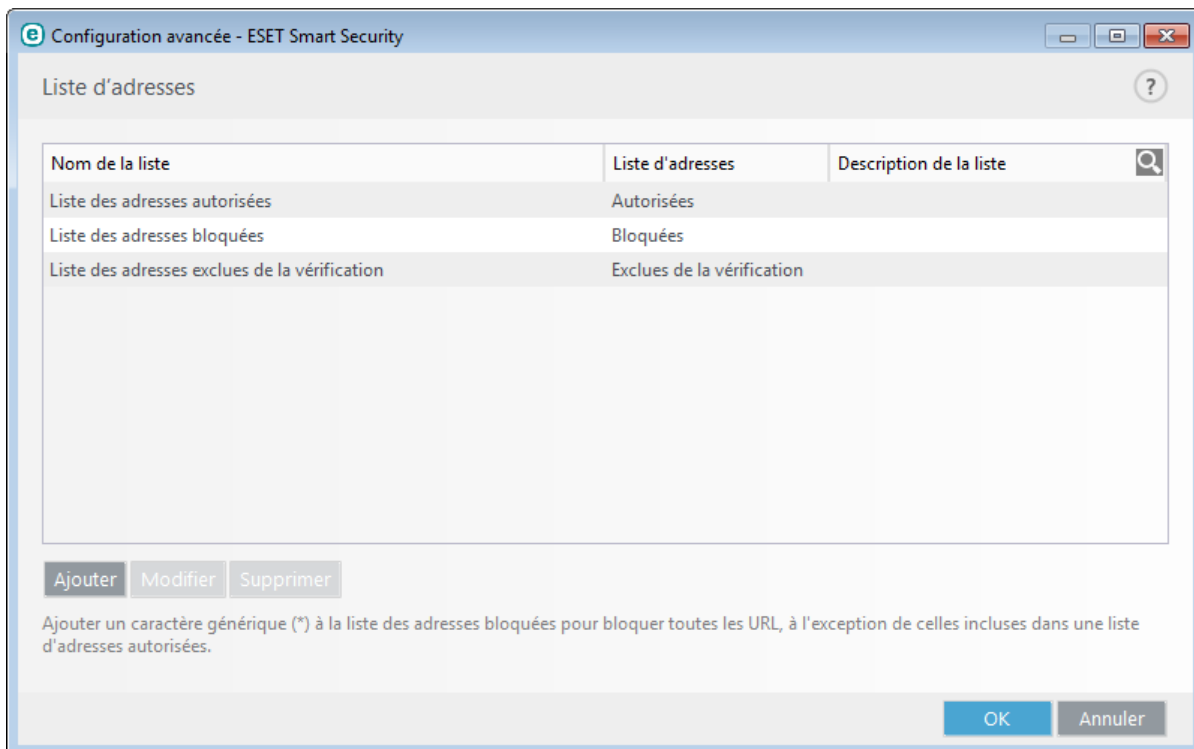 Configuration avancée - ESET Smart Security
Liste d’adresses
?
Nom de la liste Liste d'adresses Description de la liste
Liste des adresses autorisées Autorisées
Liste des adresses bloquées Bloquées
Liste des adresses exclues de la vérification Exclues de la vérification
Ajouter Modifier Supprimer
Ajouter un caractère générique (*) à la liste des adresses bloquées pour bloquer toutes les URL, à l'exception de celles incluses dans une liste
d'adresses autorisées.
OK Annuler